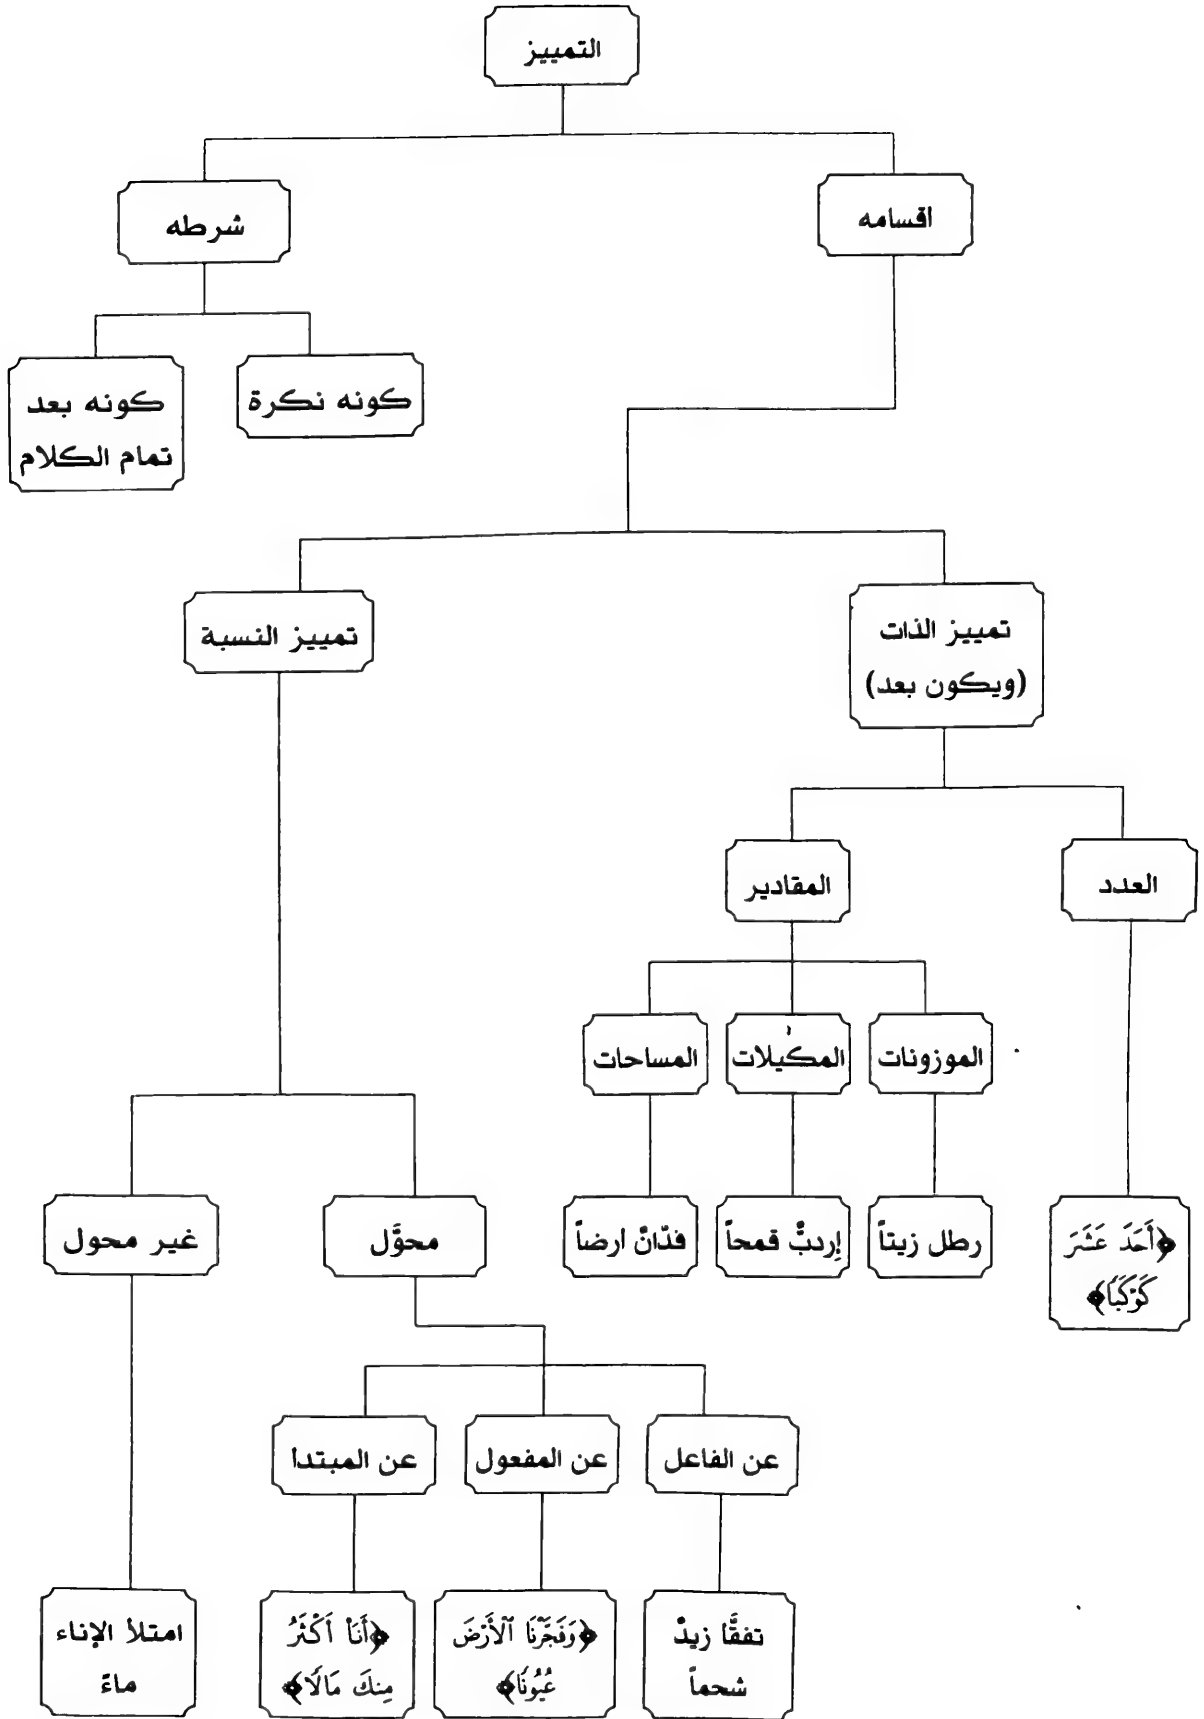 التمييز
اقسامه
شرطه
كونه نكرة
كونه بعد
تمام الكلام
تمييز الذات
(ويكون بعد)
تمييز النسبة
العدد
المقادير
الموزونات
المكيلات
المساحات
﴿أَحَدَ عَشَرَ
كَوْكَبًا﴾
رطل زيتاً
إردبٌّ قمحاً
فدّانٌ ارضاً
محوَّل
غير محول
عن الفاعل
عن المفعول
عن المبتدا
تفقَّا زيدٌ
شحماً
﴿وَفَجَّرْنَا ٱلْأَرْضَ
عُيُونًا﴾
﴿أَنَا۠ أَكْثَرُ
مِنكَ مَالًا﴾
امتلا الإناء
ماءً